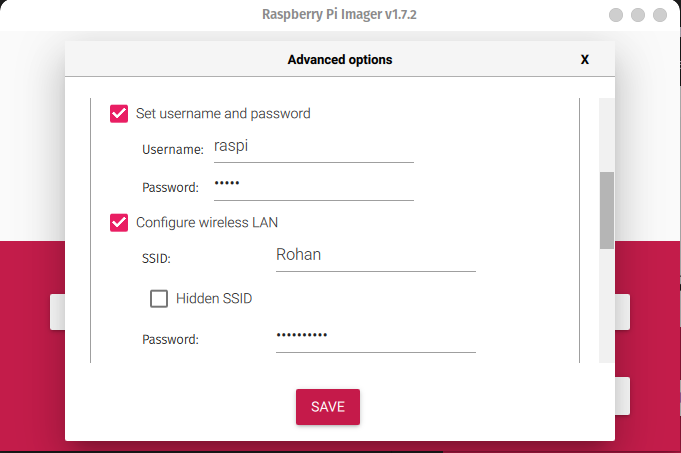 Raspberry Pi Imager v1.7.2
Advanced options X
Set username and password
Username: raspi
Password: •••••
Configure wireless LAN
SSID: Rohan
Hidden SSID
Password: ••••••••••
SAVE